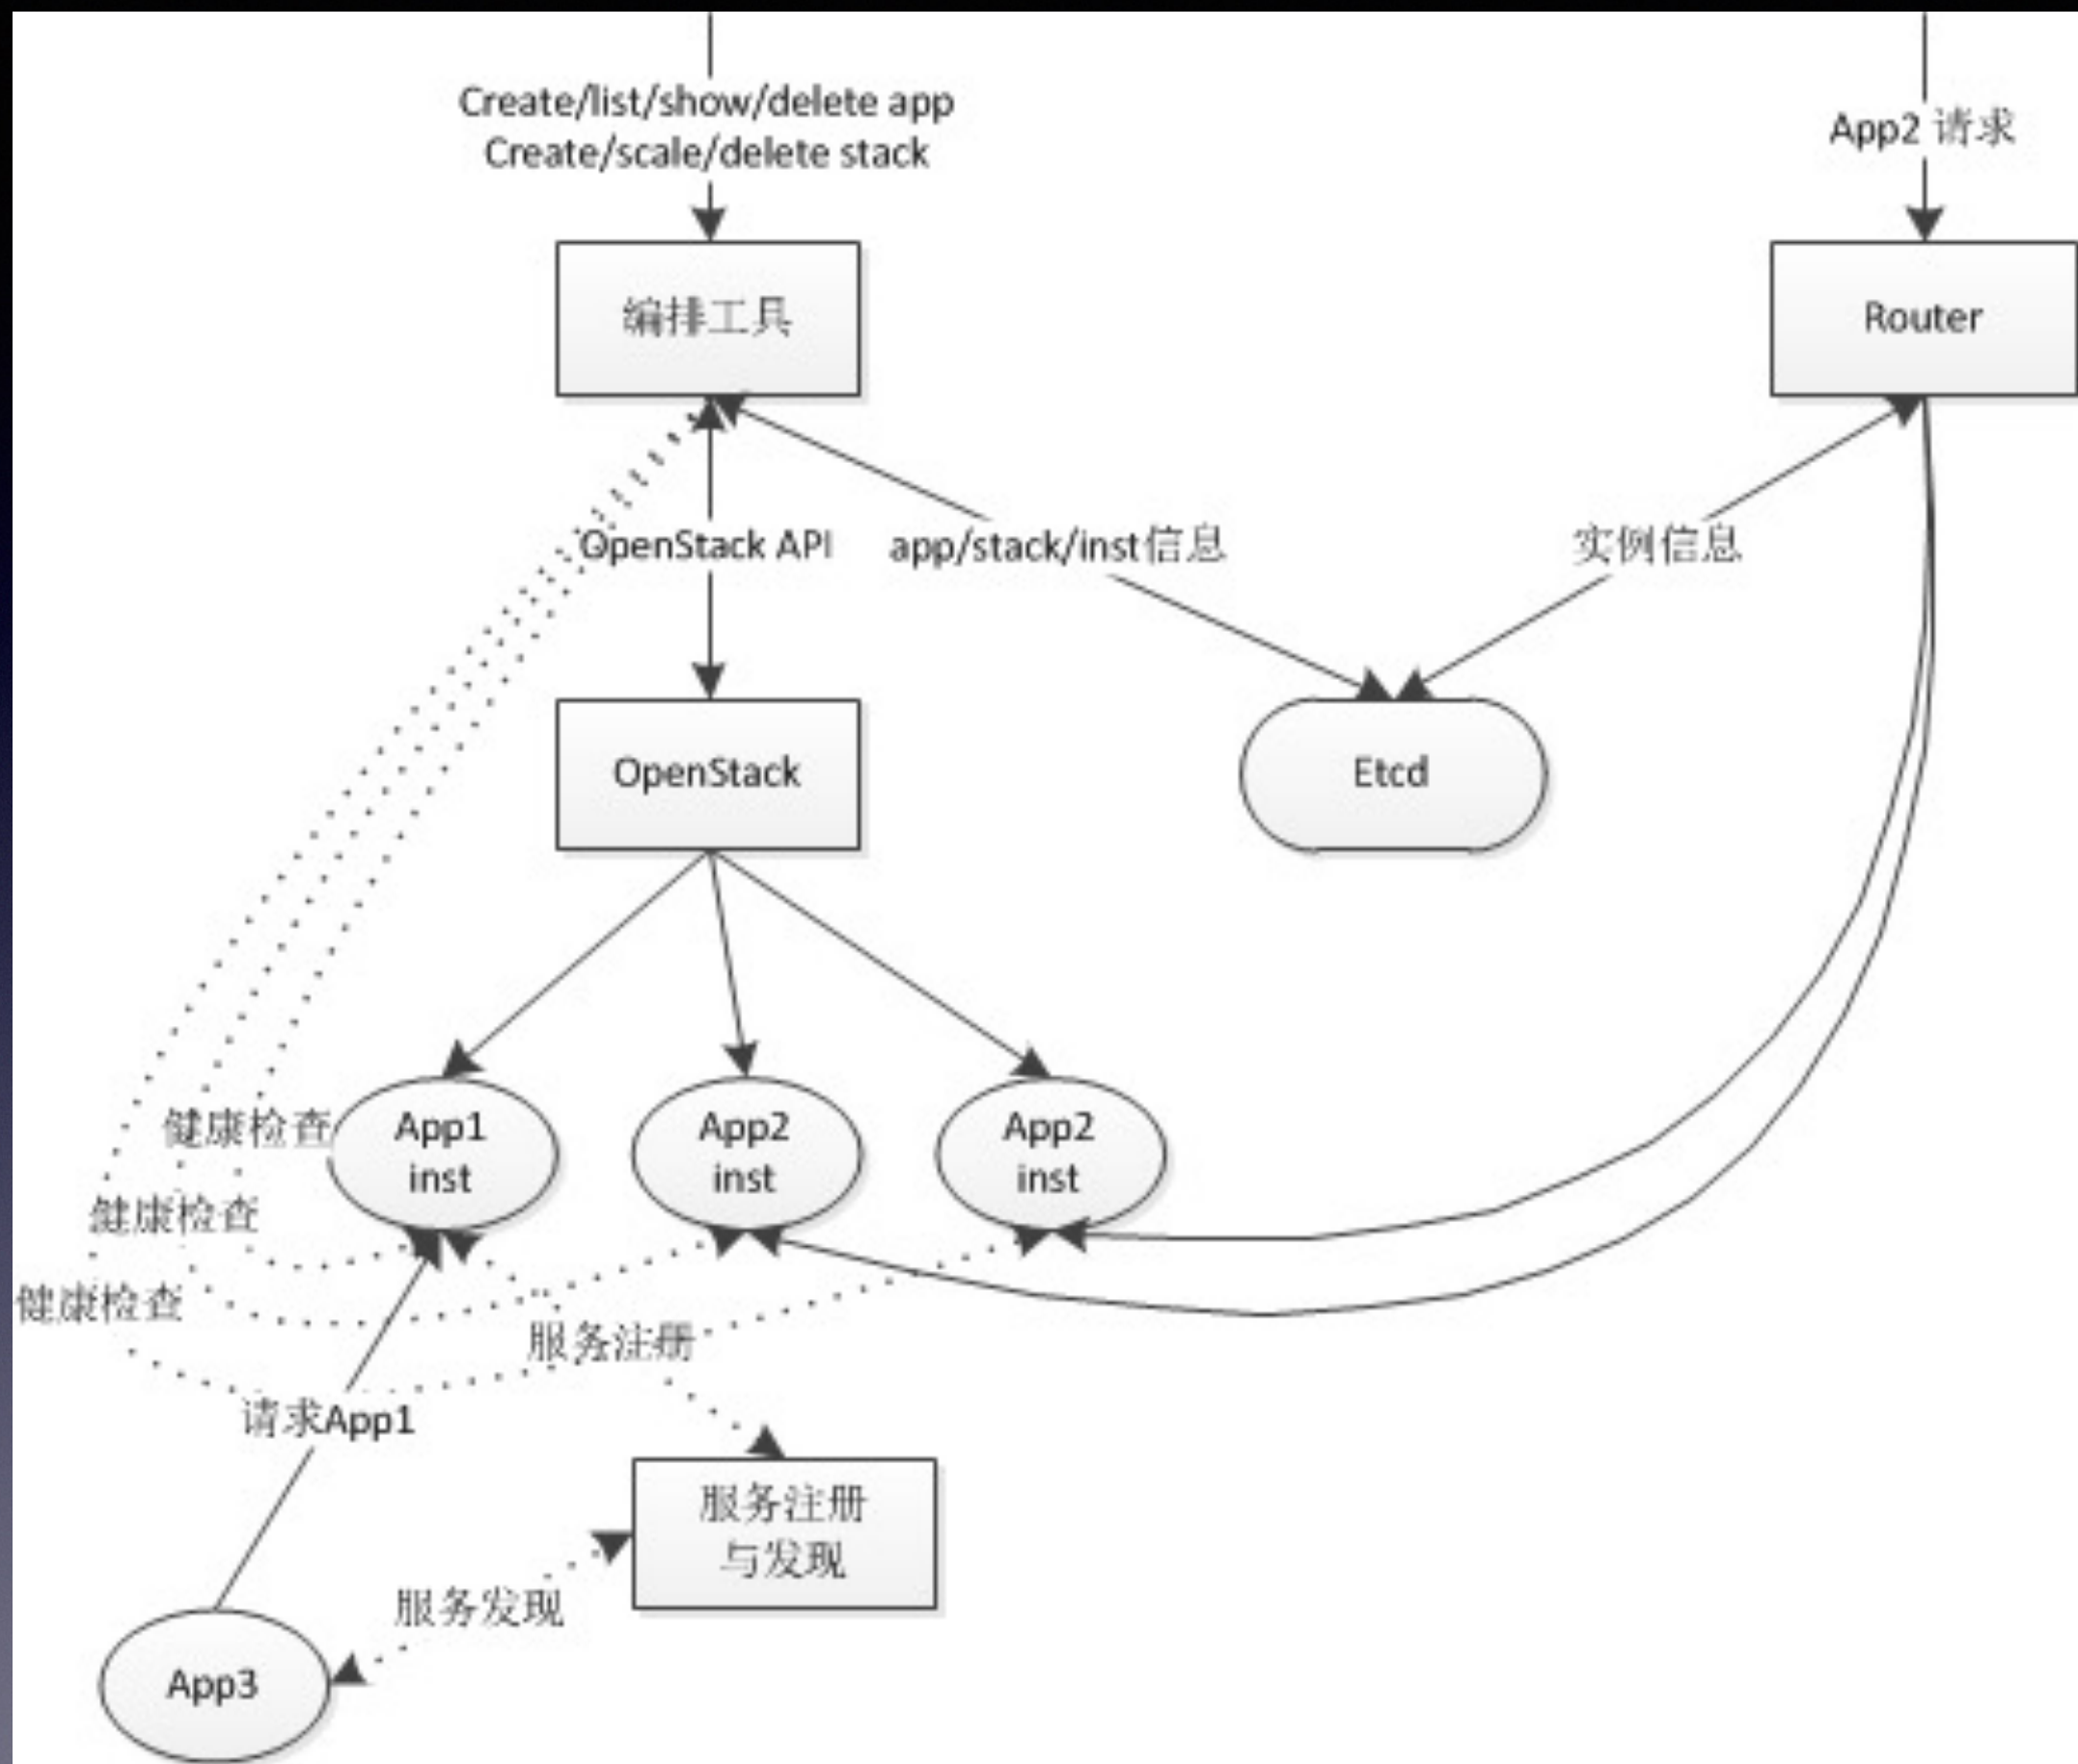 Create/list/show/delete app
Create/scale/delete stack
App2 请求
编排工具
Router
OpenStack API
app/stack/inst信息
实例信息
OpenStack
Etcd
健康检查
App1
inst
App2
inst
App2
inst
健康检查
健康检查
服务注册
请求App1
服务注册
与发现
服务发现
App3